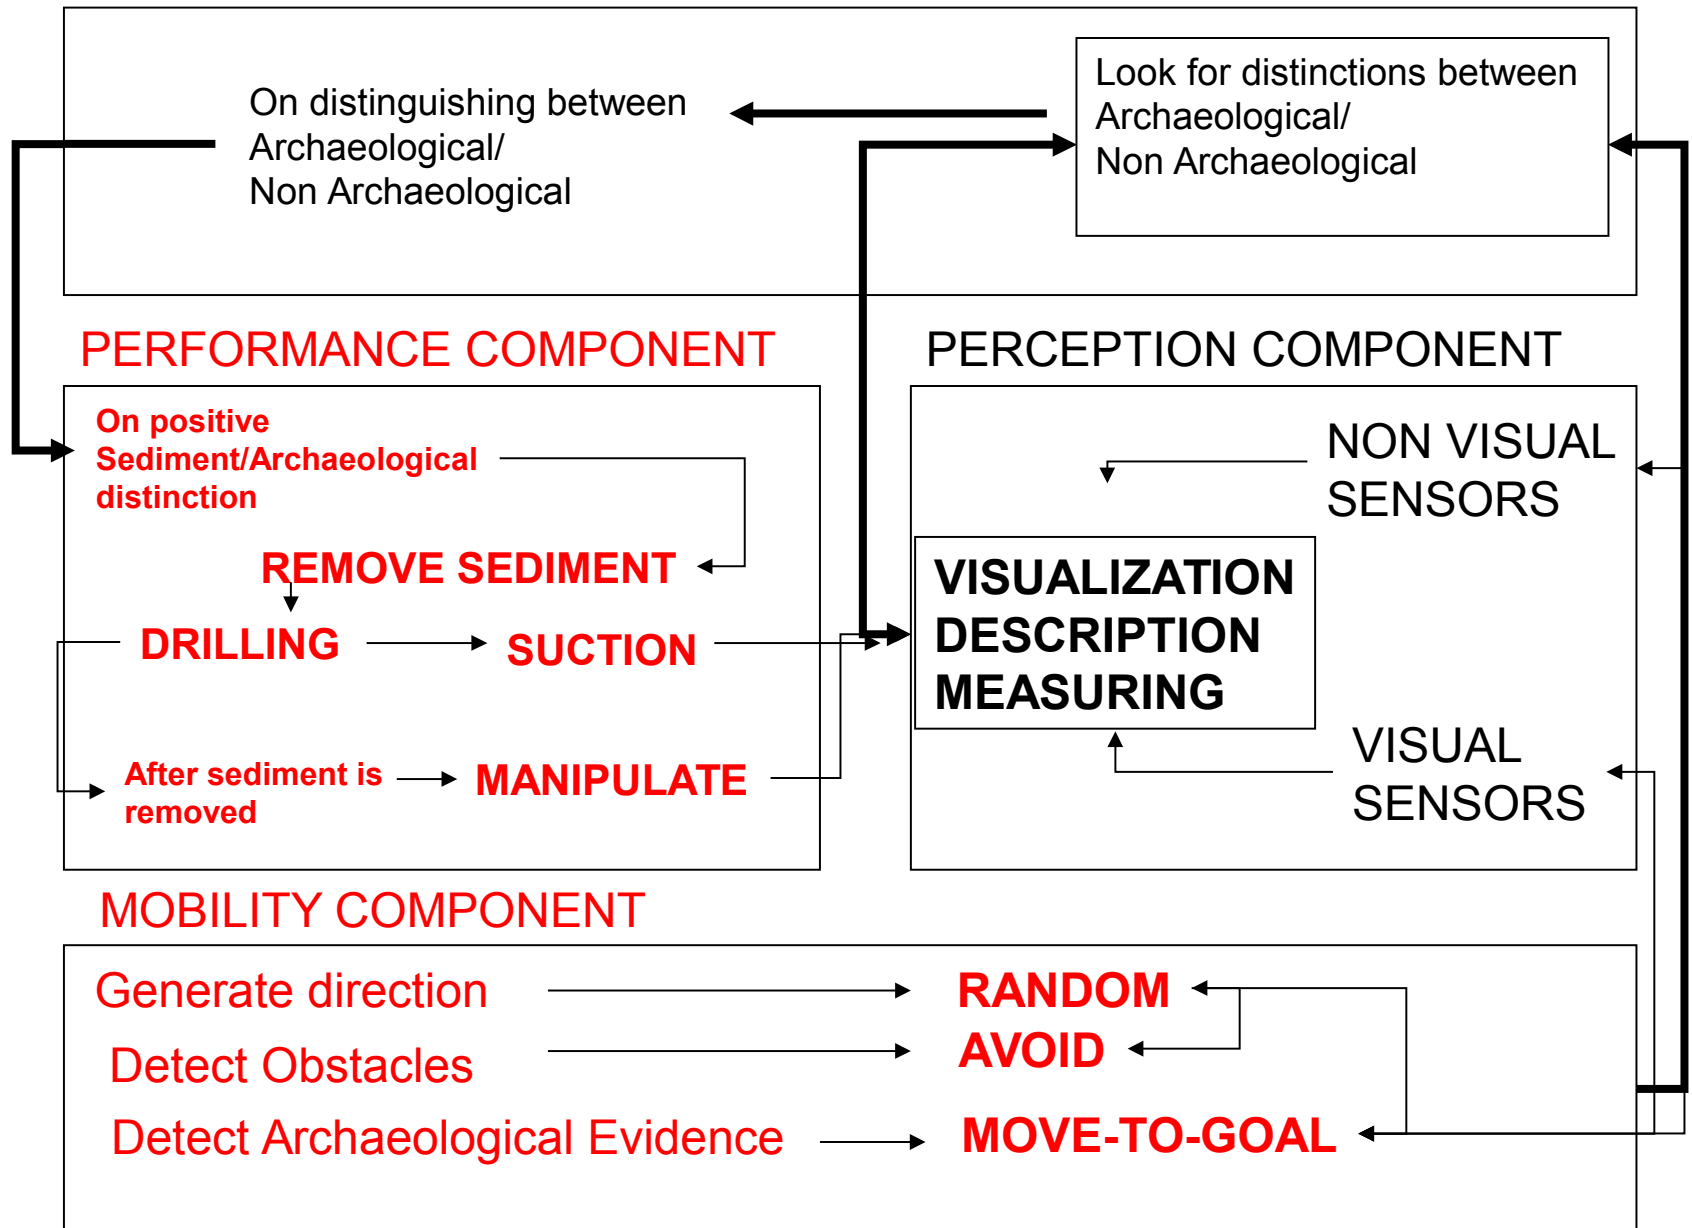 On distinguishing between
Archaeological/
Non Archaeological
Look for distinctions between
Archaeological/
Non Archaeological
PERFORMANCE COMPONENT
On positive
Sediment/Archaeological
distinction
REMOVE SEDIMENT
DRILLING
SUCTION
After sediment is
removed
MANIPULATE
PERCEPTION COMPONENT
NON VISUAL
SENSORS
VISUALIZATION
DESCRIPTION
MEASURING
VISUAL
SENSORS
MOBILITY COMPONENT
Generate direction
RANDOM
Detect Obstacles
AVOID
Detect Archaeological Evidence
MOVE-TO-GOAL